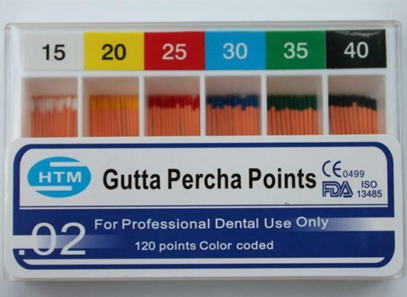 15 20 25 30 35 40
HTM Gutta Percha Points CE 0499
FDA ISO 13485
.02 For Professional Dental Use Only
120 points Color coded